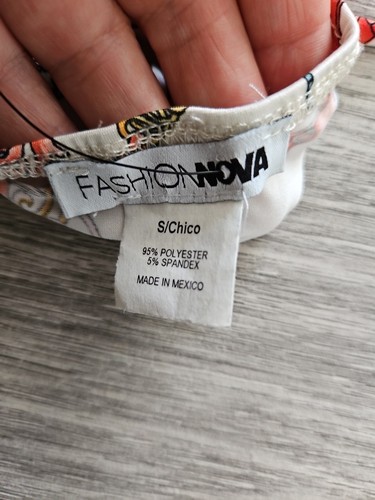 FASHIONNOVA
S/Chico
95% POLYESTER
5% SPANDEX
MADE IN MEXICO